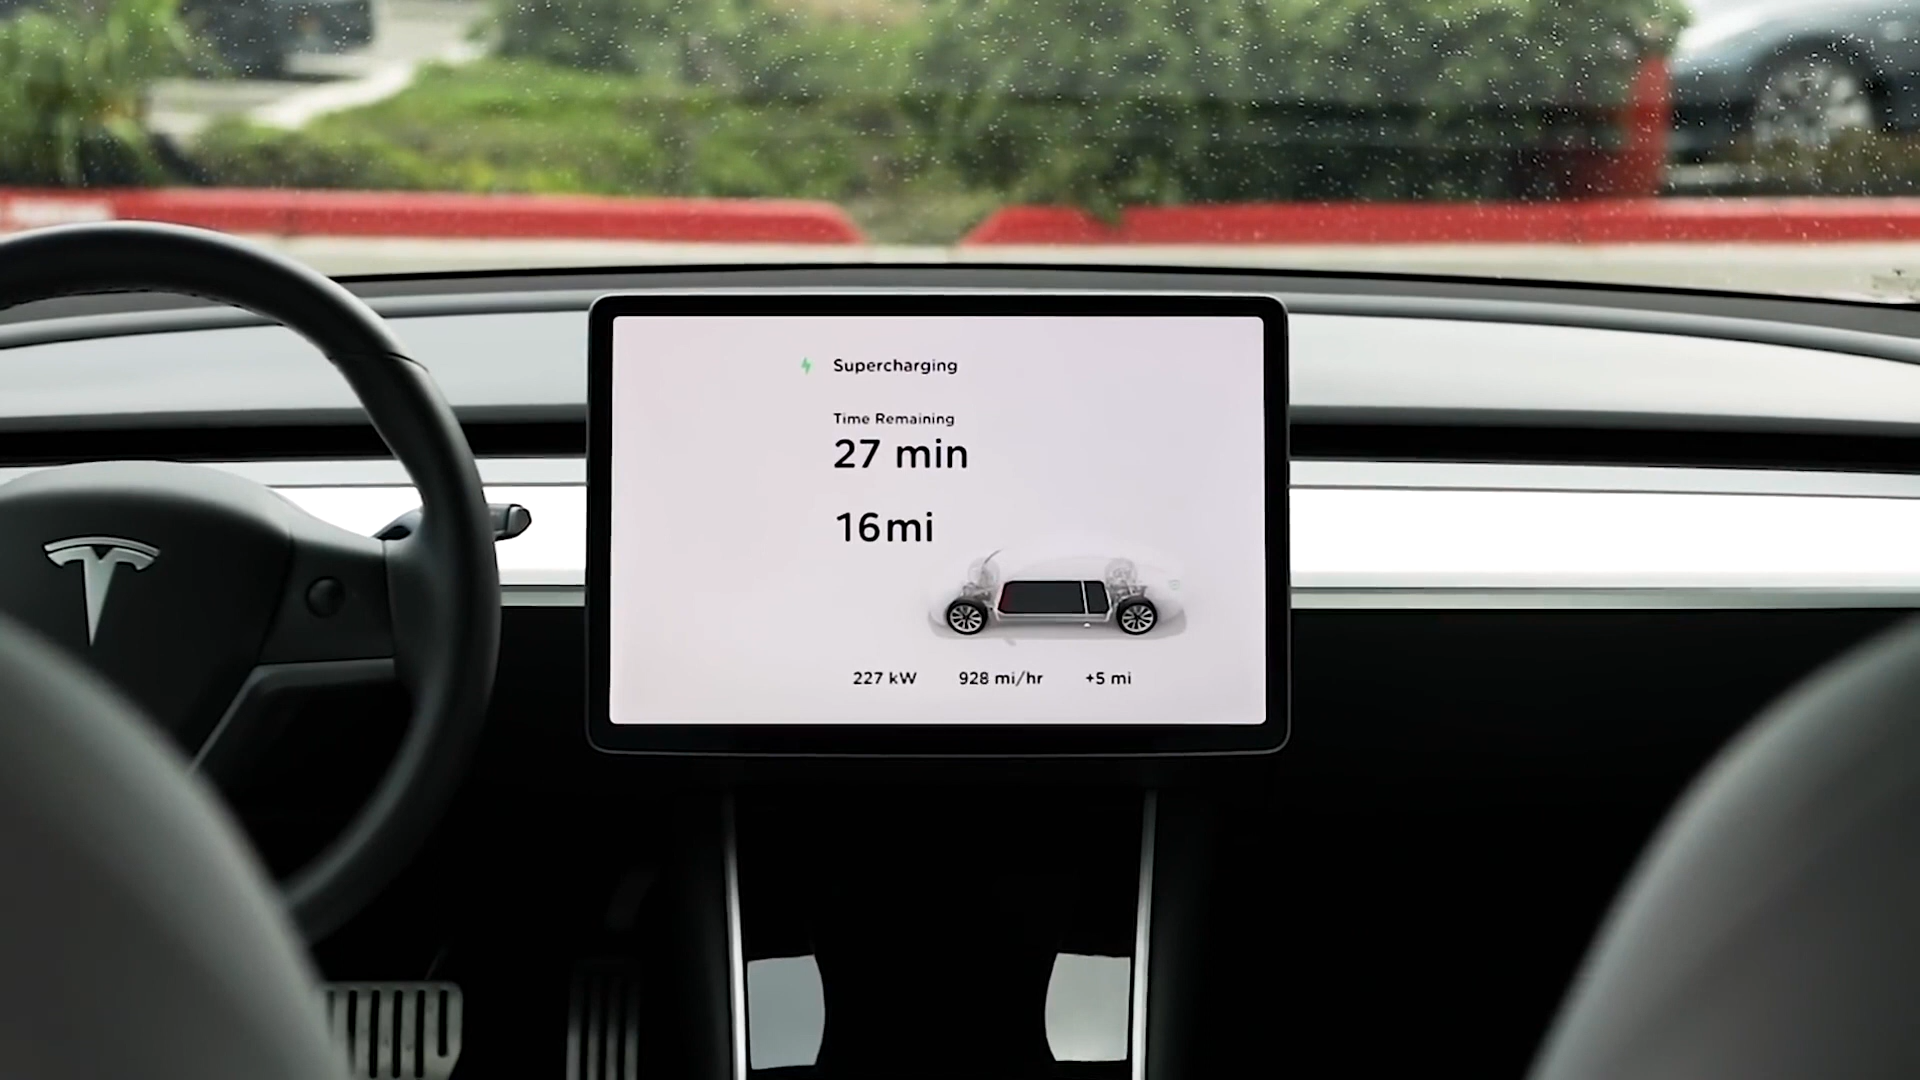 Supercharging
Time Remaining
27 min
16mi
227 kW 928 mi/hr +5 mi